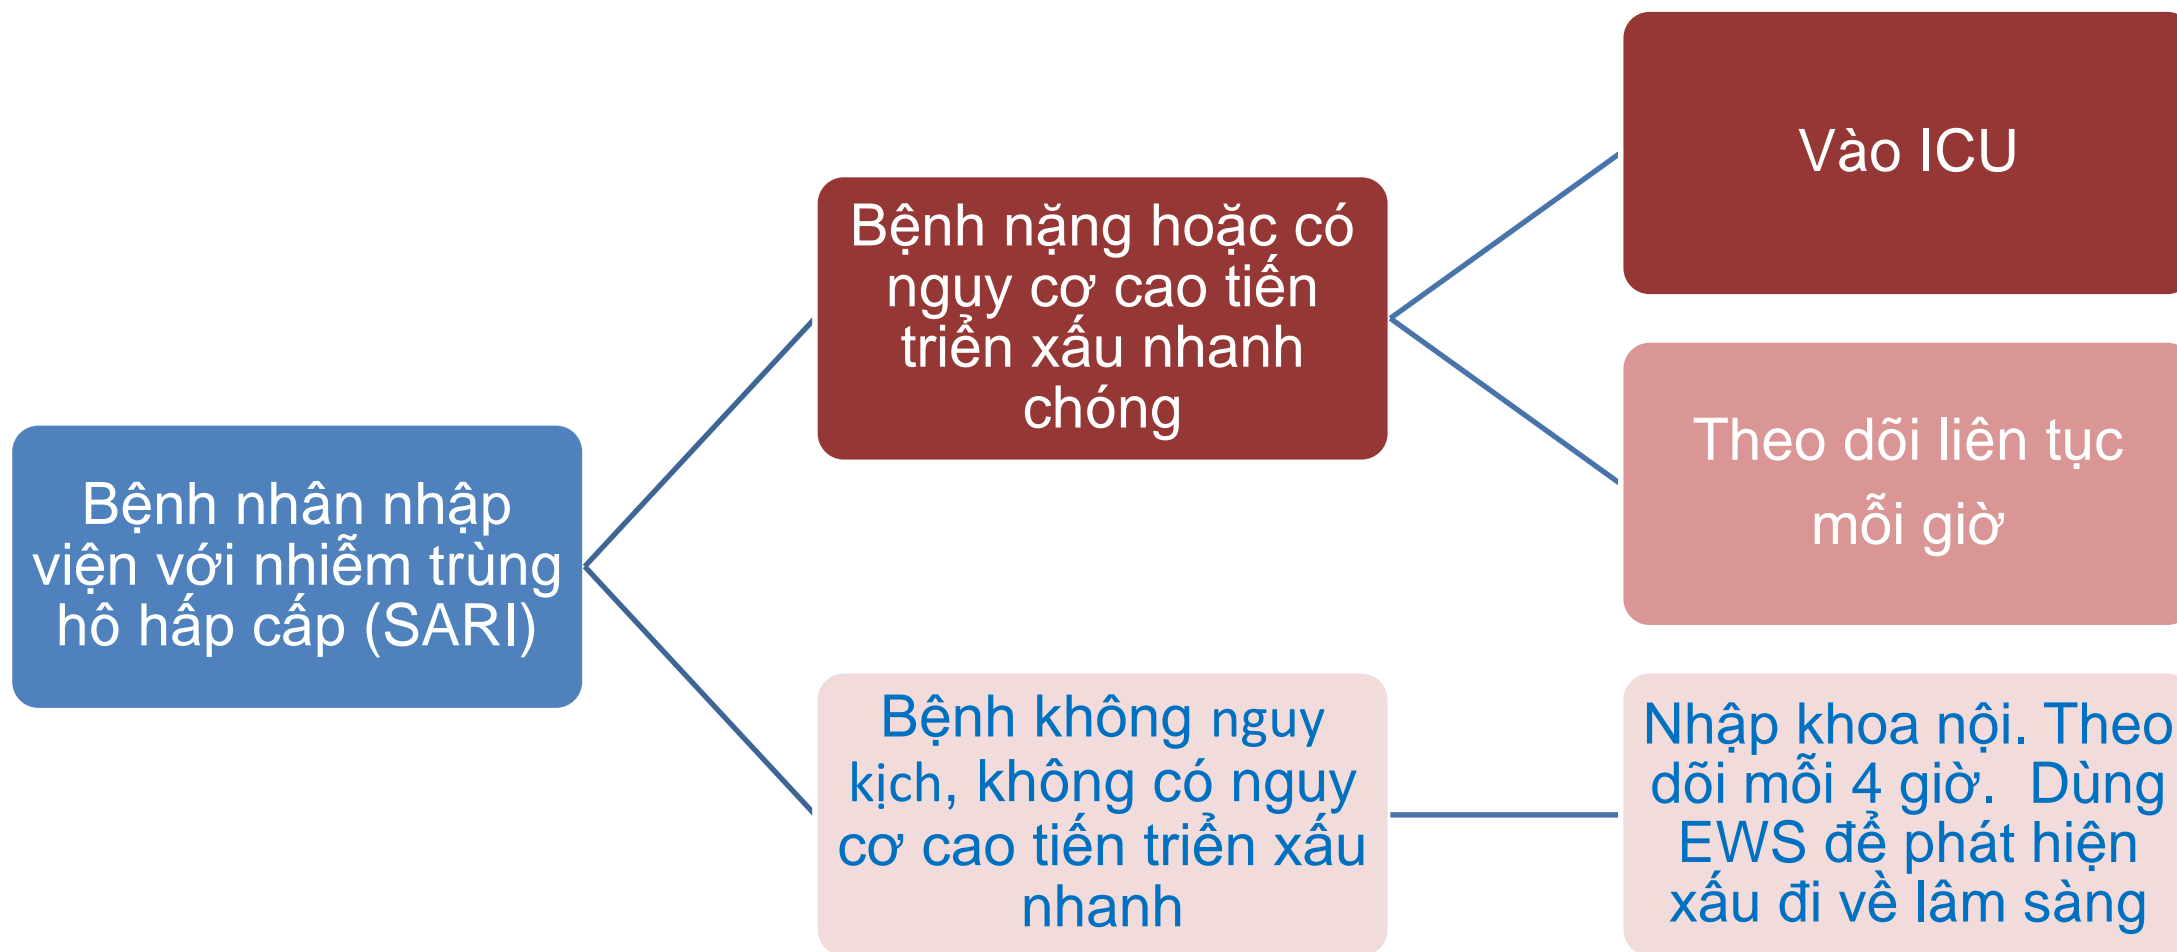 Bệnh nhân nhập
viện với nhiễm trùng
hô hấp cấp (SARI)
Bệnh nặng hoặc có
nguy cơ cao tiến
triển xấu nhanh
chóng
Vào ICU
Theo dõi liên tục
mỗi giờ
Bệnh không nguy
kịch, không có nguy
cơ cao tiến triển xấu
nhanh
Nhập khoa nội. Theo
dõi mỗi 4 giờ.  Dùng
EWS để phát hiện
xấu đi về lâm sàng